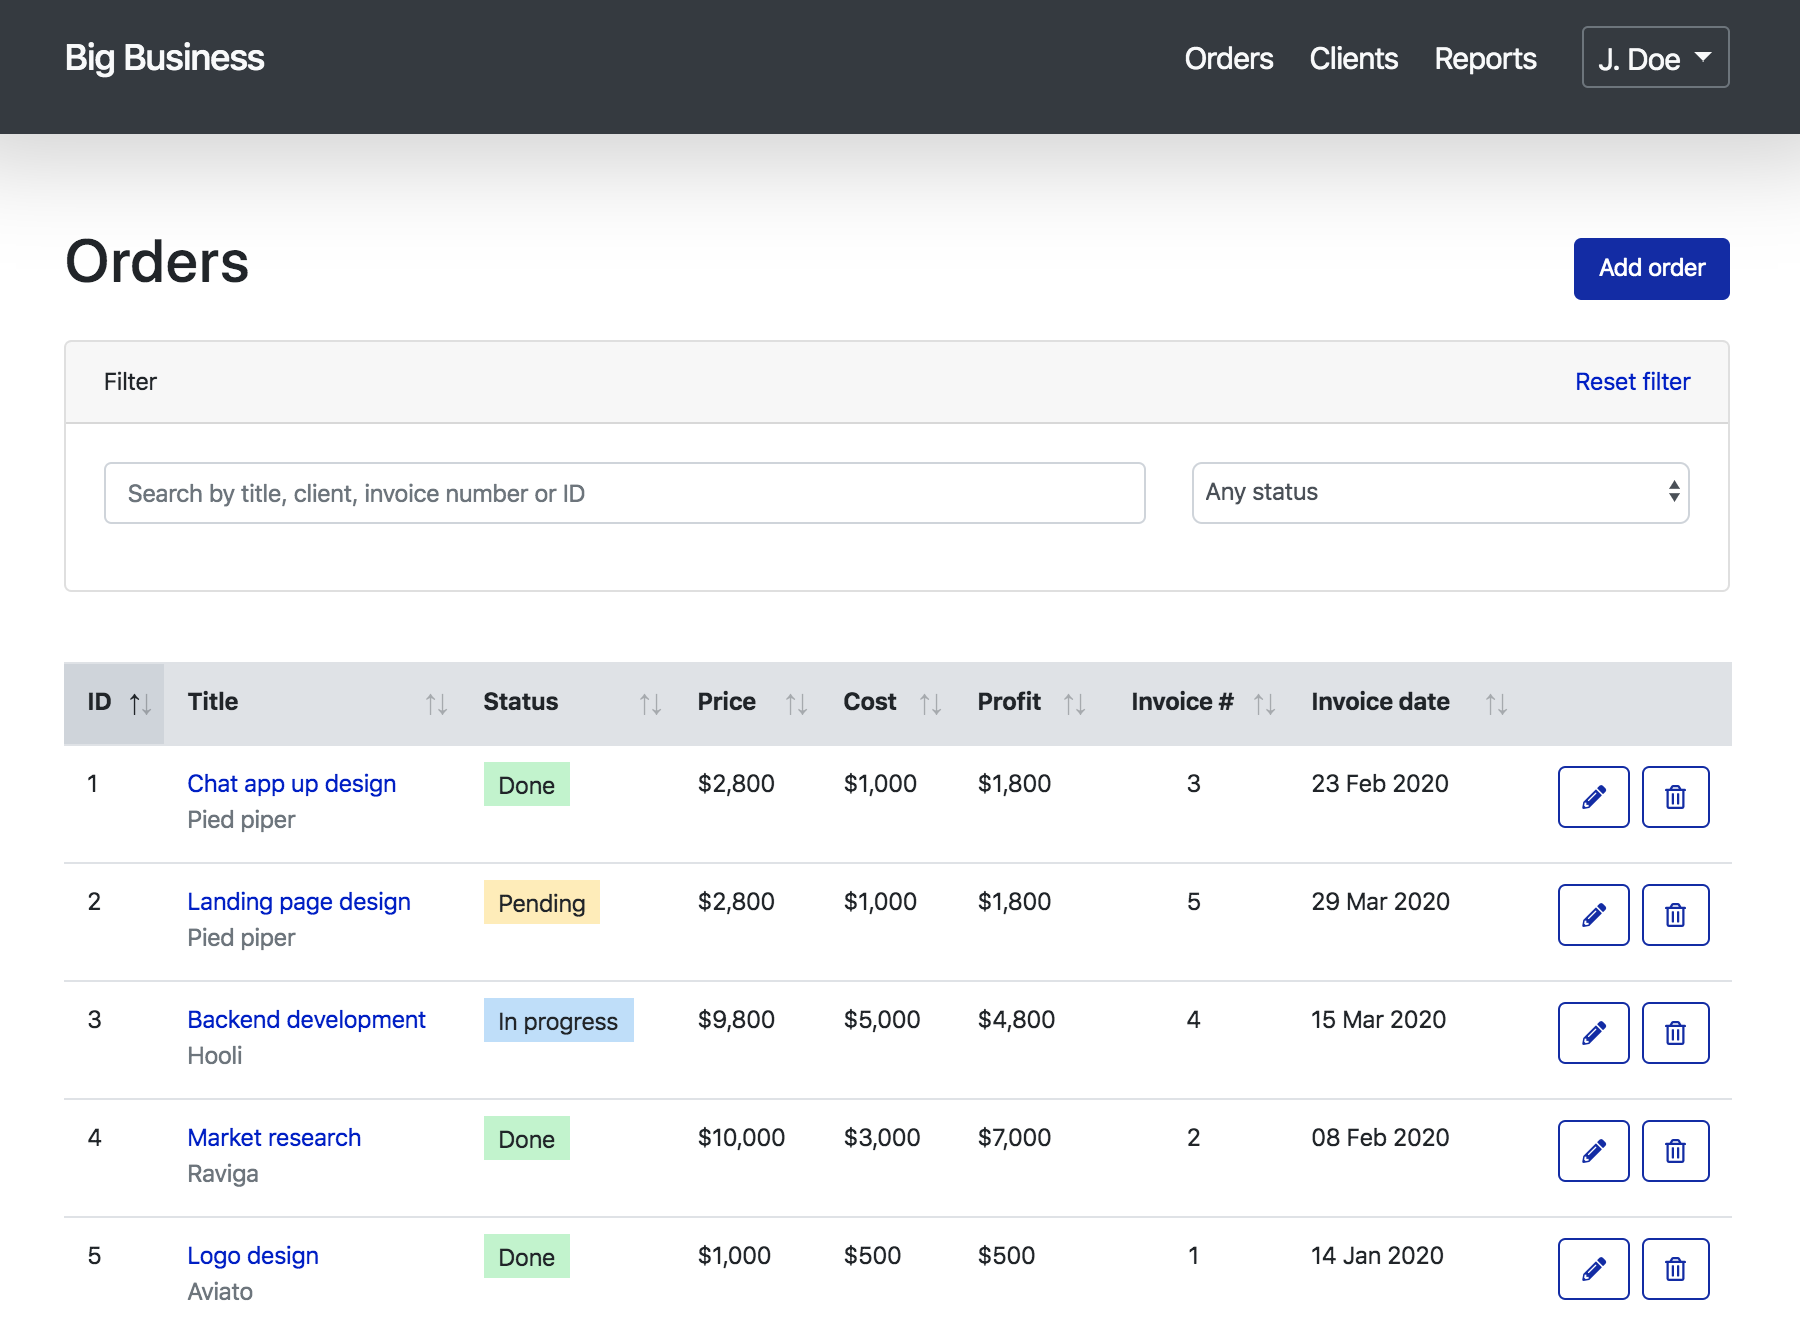 Big Business Orders Clients Reports J. Doe
Orders Add order
Filter Reset filter
Search by title, client, invoice number or ID Any status
ID Title Status Price Cost Profit Invoice # Invoice date
1 Chat app up design Done $2,800 $1,000 $1,800 3 23 Feb 2020
Pied piper
2 Landing page design Pending $2,800 $1,000 $1,800 5 29 Mar 2020
Pied piper
3 Backend development In progress $9,800 $5,000 $4,800 4 15 Mar 2020
Hooli
4 Market research Done $10,000 $3,000 $7,000 2 08 Feb 2020
Raviga
5 Logo design Done $1,000 $500 $500 1 14 Jan 2020
Aviato